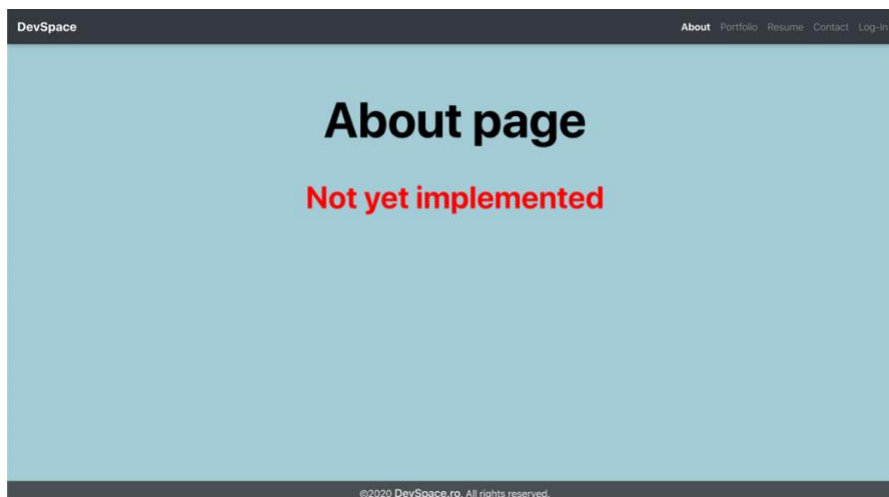 DevSpace About Portfolio Resume Contact Log-In
About page
Not yet implemented
©2020 DevSpace.ro. All rights reserved.